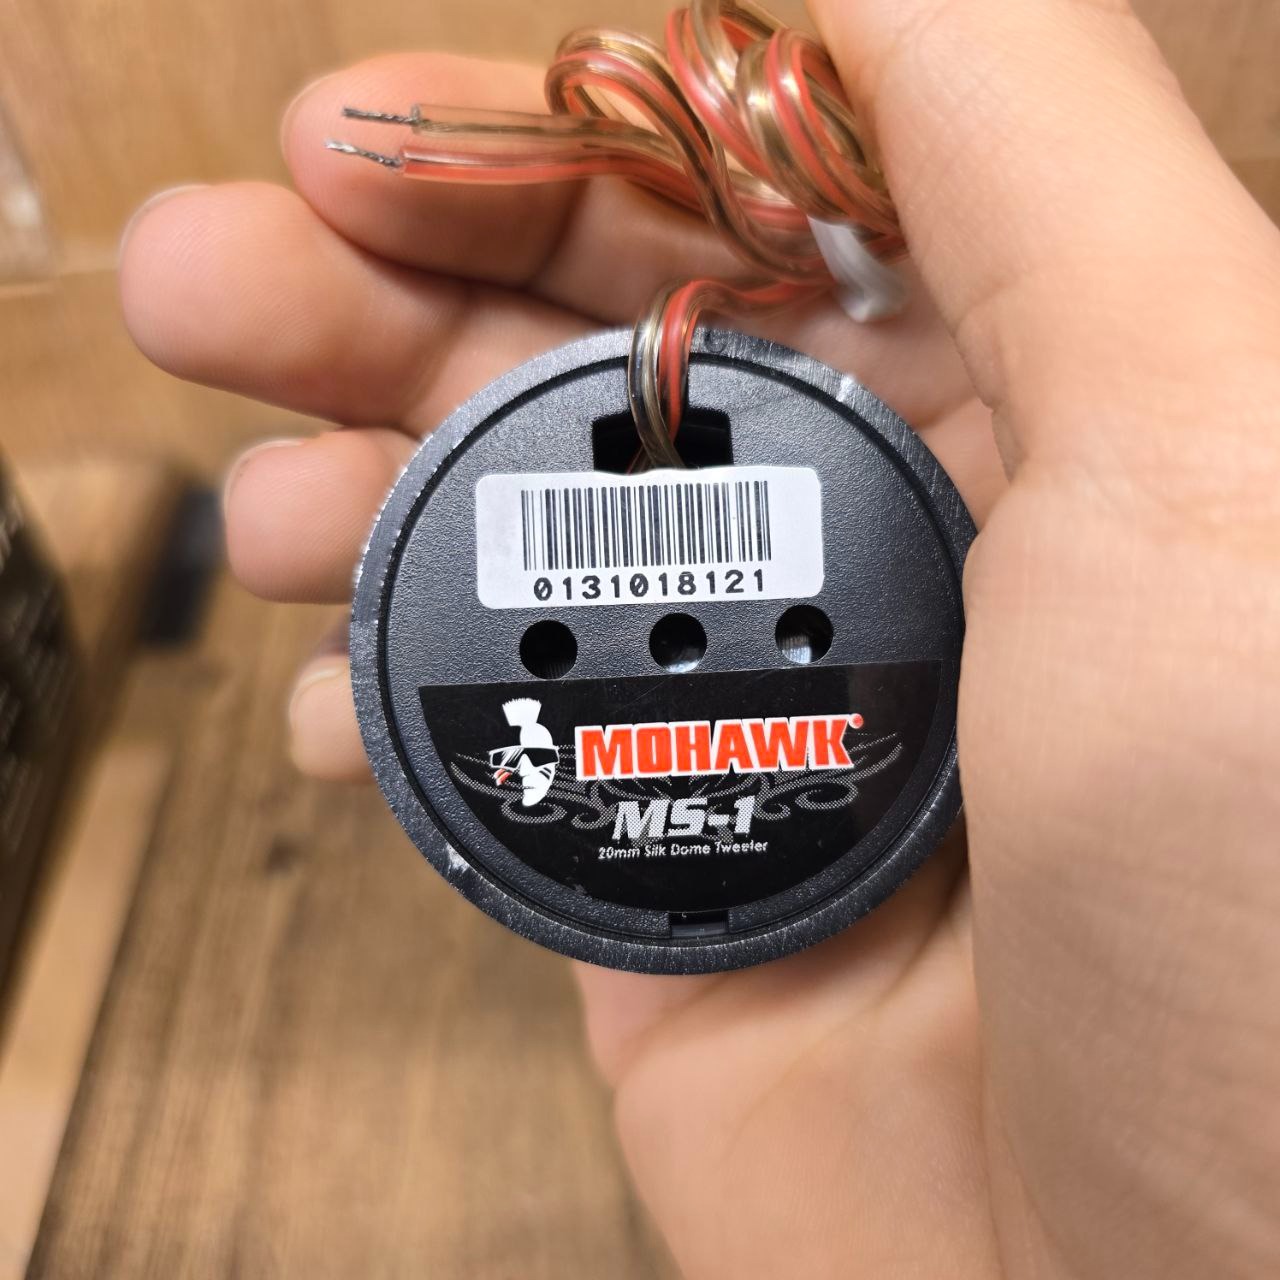 0131018121
MOHAWK®
MS-1
20mm Silk Dome Tweeter